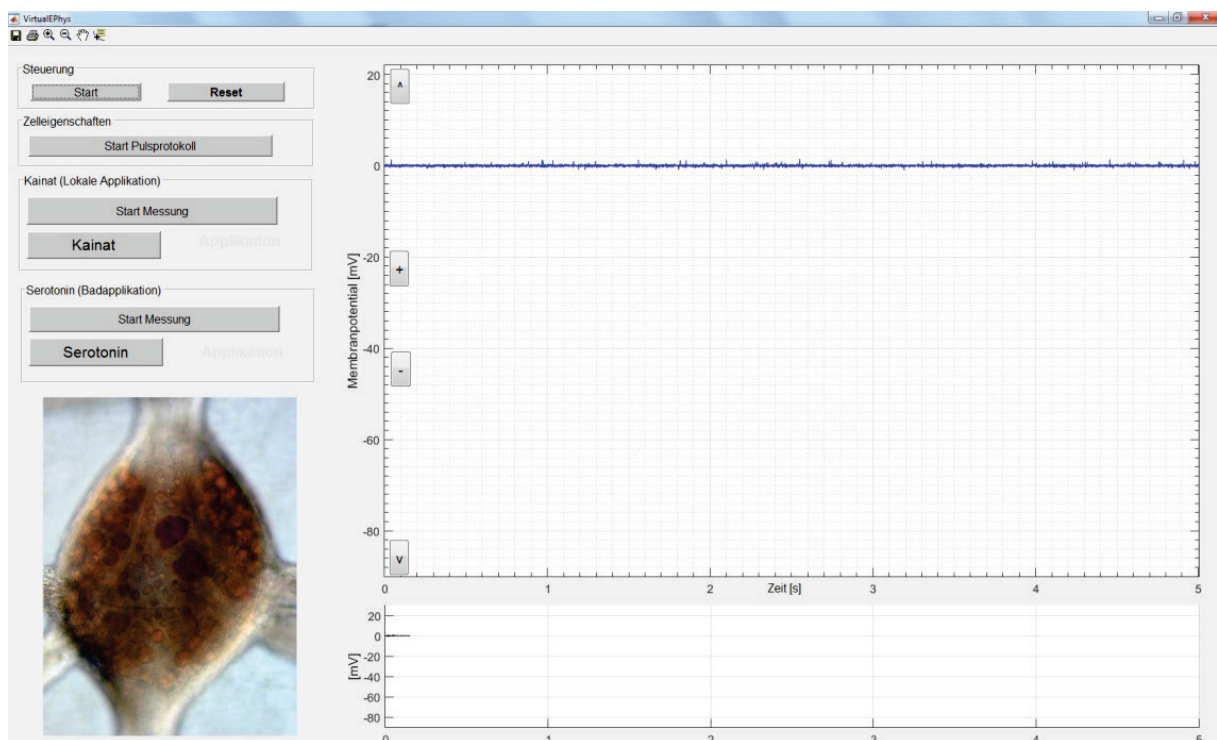 VirtualEPhys
Steuerung
Start Reset
Zelleigenschaften
Start Pulsprotokoll
Kainat (Lokale Applikation)
Start Messung
Kainat Applikation
Serotonin (Badapplikation)
Start Messung
Serotonin Applikation
Membranpotential [mV]
20
0
-20
-40
-60
-80
^
+
-
v
0 1 2 3 4 5
Zeit [s]
[mV]
20
0
-20
-40
-60
-80
0 1 2 3 4 5